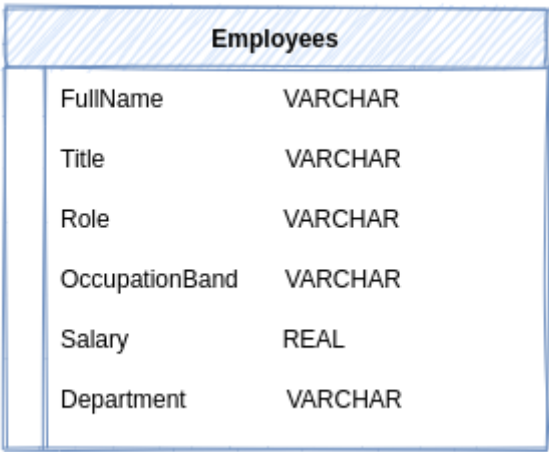 Employees
FullName VARCHAR
Title VARCHAR
Role VARCHAR
OccupationBand VARCHAR
Salary REAL
Department VARCHAR